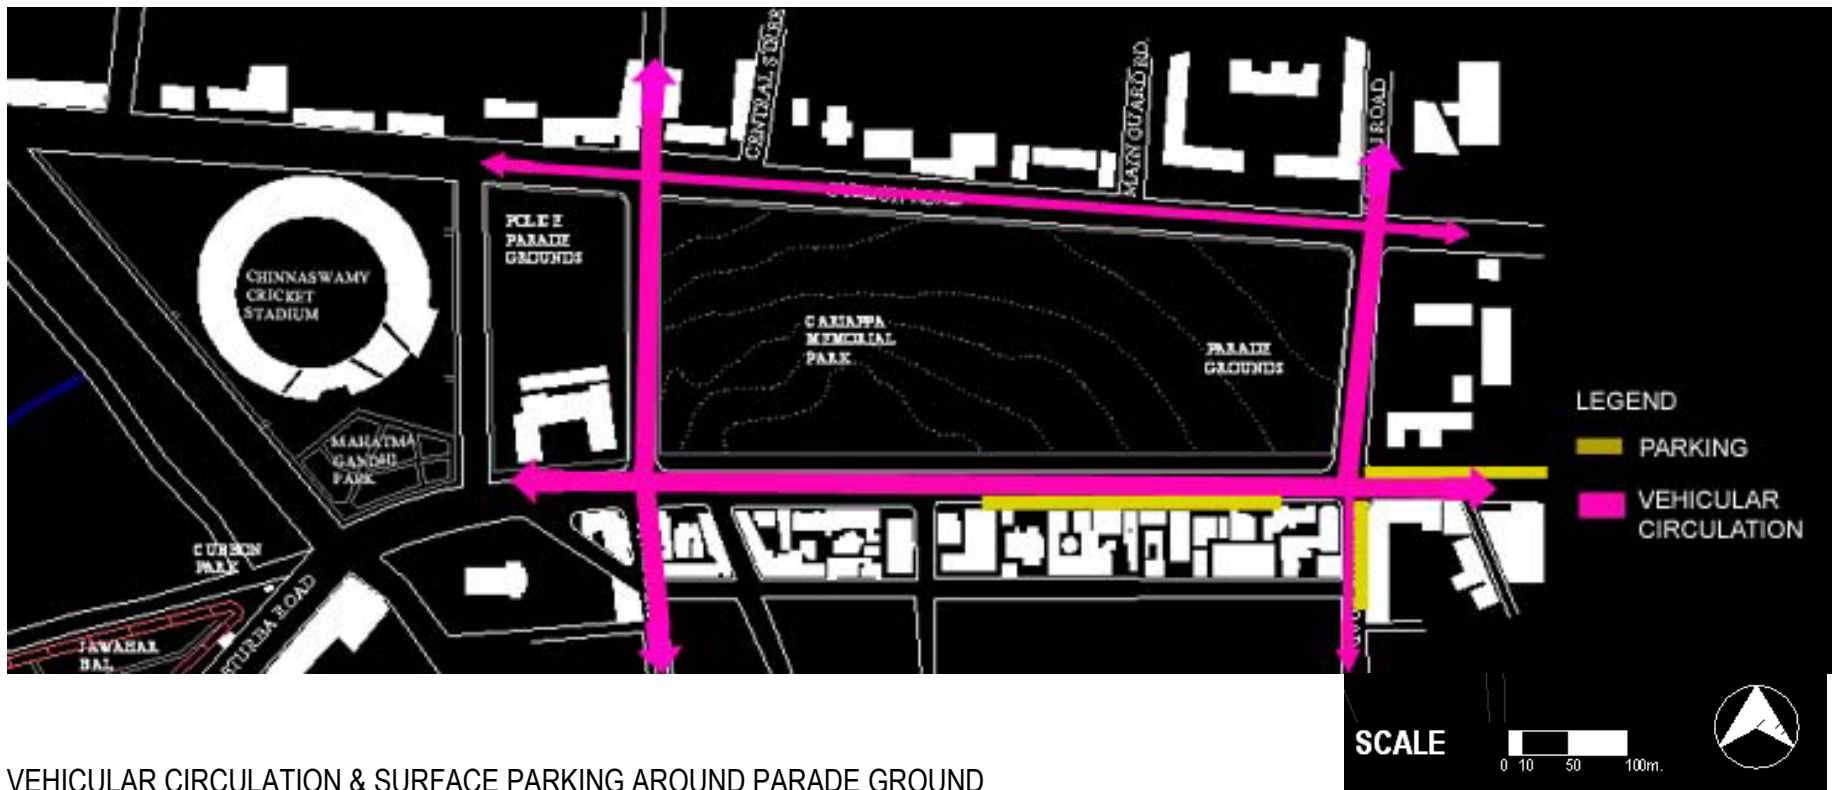 CENTRAL STREE
MAIN GUARD RD.
ROAD
POLICE
PARADE
GROUNDS
CHINNASWAMY
CRICKET
STADIUM
CARIAPPA
MEMORIAL
PARK
PARADE
GROUNDS
MAHATMA
GANDHI
PARK
CUBBON
PARK
ROAD
JAWAHAR
BAL
LEGEND
PARKING
VEHICULAR
CIRCULATION
SCALE
0 10 50 100m.
VEHICULAR CIRCULATION & SURFACE PARKING AROUND PARADE GROUND